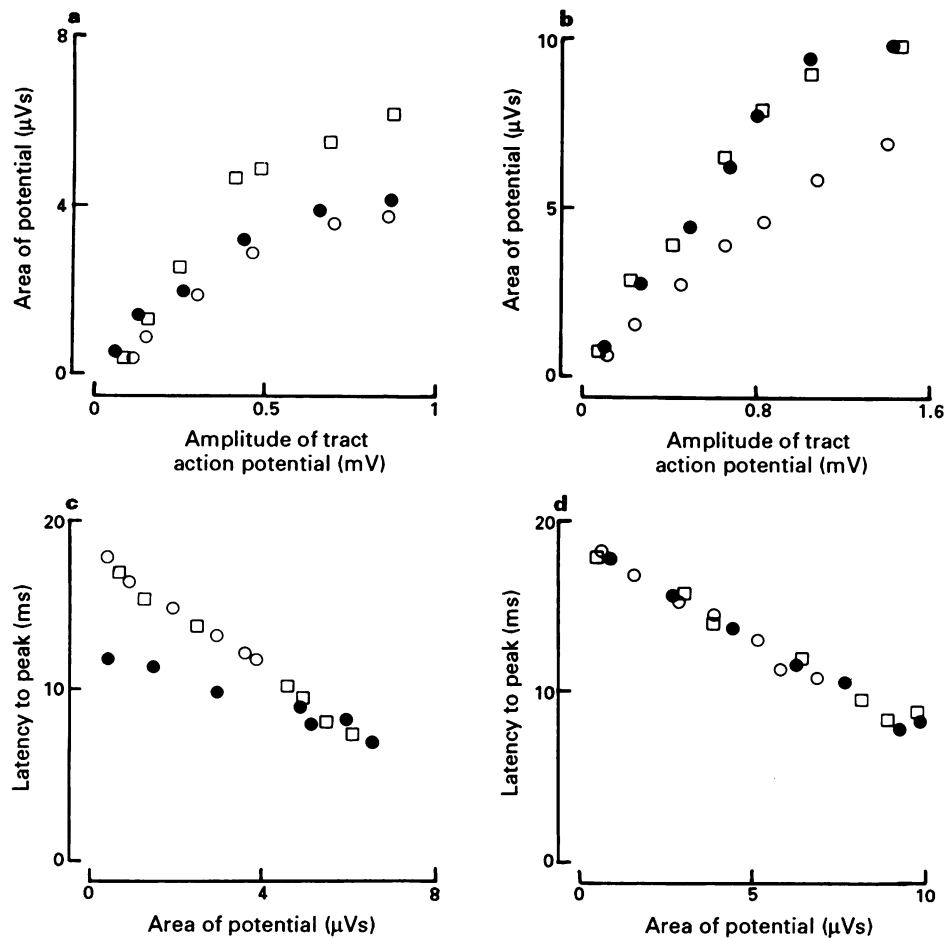 a
8
4
0
Area of potential (μVs)
0
0.5
1
Amplitude of tract
action potential (mV)
b
10
5
0
Area of potential (μVs)
0
0.8
1.6
Amplitude of tract
action potential (mV)
c
20
10
0
Latency to peak (ms)
0
4
8
Area of potential (μVs)
d
20
10
0
Latency to peak (ms)
0
5
10
Area of potential (μVs)